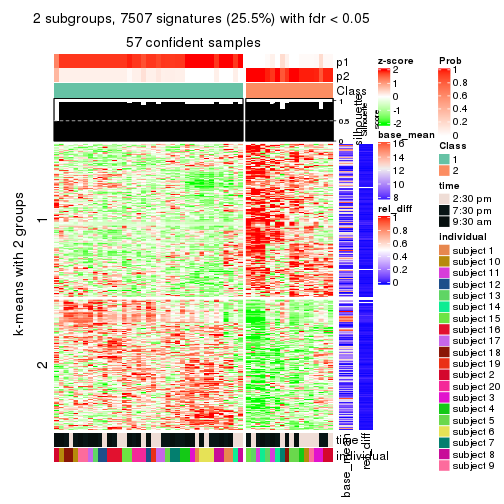 2 subgroups, 7507 signatures (25.5%) with fdr < 0.05
57 confident samples
p1
p2
Class
1
0.5
0
silhouette
Silhouette
score
k-means with 2 groups
1
2
time
individual
base_mean
rel_diff
z-score
2
1
0
-1
-2
base_mean
16
14
12
10
8
rel_diff
1
0.8
0.6
0.4
0.2
0
Prob
1
0.8
0.6
0.4
0.2
0
Class
1
2
time
2:30 pm
7:30 pm
9:30 am
individual
subject 1
subject 10
subject 11
subject 12
subject 13
subject 14
subject 15
subject 16
subject 17
subject 18
subject 19
subject 2
subject 20
subject 3
subject 4
subject 5
subject 6
subject 7
subject 8
subject 9